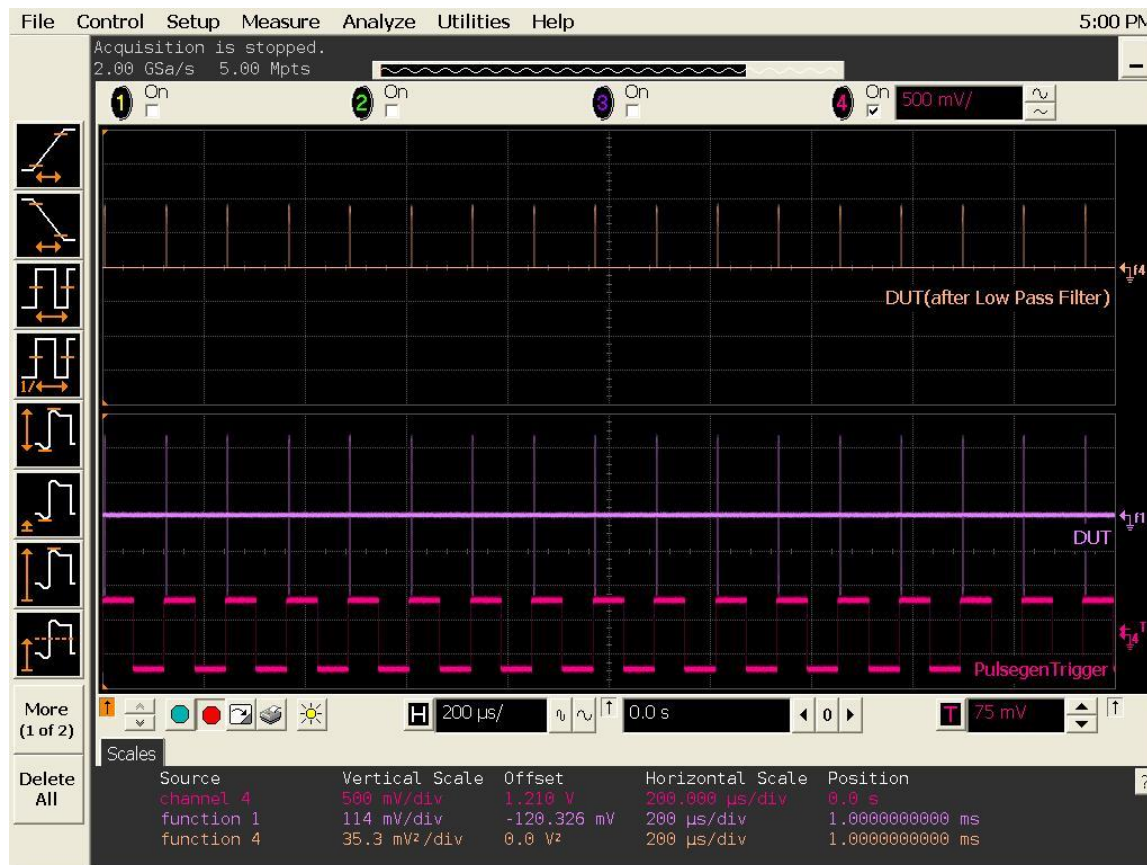 File Control Setup Measure Analyze Utilities Help 5:00 PM
Acquisition is stopped.
2.00 GSa/s 5.00 Mpts
1 On 2 On 3 On 4 On 500 mV/
f4
DUT(after Low Pass Filter)
1/
f1
DUT
T
4
PulsegenTrigger
More
(1 of 2)
H 200 µs/ 0.0 s 0 T 75 mV
Scales
Delete
All
Source Vertical Scale Offset Horizontal Scale Position
channel 4 500 mV/div 1.210 V 200.000 µs/div 0.0 s
function 1 114 mV/div -120.326 mV 200 µs/div 1.0000000000 ms
function 4 35.3 mV²/div 0.0 V² 200 µs/div 1.0000000000 ms
?